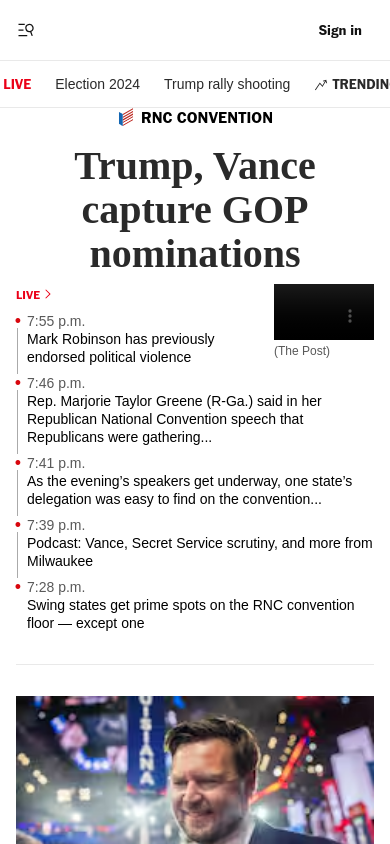 Sign in
LIVE
Election 2024
Trump rally shooting
TRENDIN
RNC CONVENTION
Trump, Vance
capture GOP
nominations
LIVE
7:55 p.m.
Mark Robinson has previously
endorsed political violence
(The Post)
7:46 p.m.
Rep. Marjorie Taylor Greene (R-Ga.) said in her
Republican National Convention speech that
Republicans were gathering...
7:41 p.m.
As the evening’s speakers get underway, one state’s
delegation was easy to find on the convention...
7:39 p.m.
Podcast: Vance, Secret Service scrutiny, and more from
Milwaukee
7:28 p.m.
Swing states get prime spots on the RNC convention
floor — except one
UISIANA